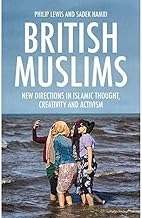 PHILIP LEWIS AND SADEK HAMID
BRITISH
MUSLIMS
NEW DIRECTIONS IN ISLAMIC THOUGHT,
CREATIVITY AND ACTIVISM